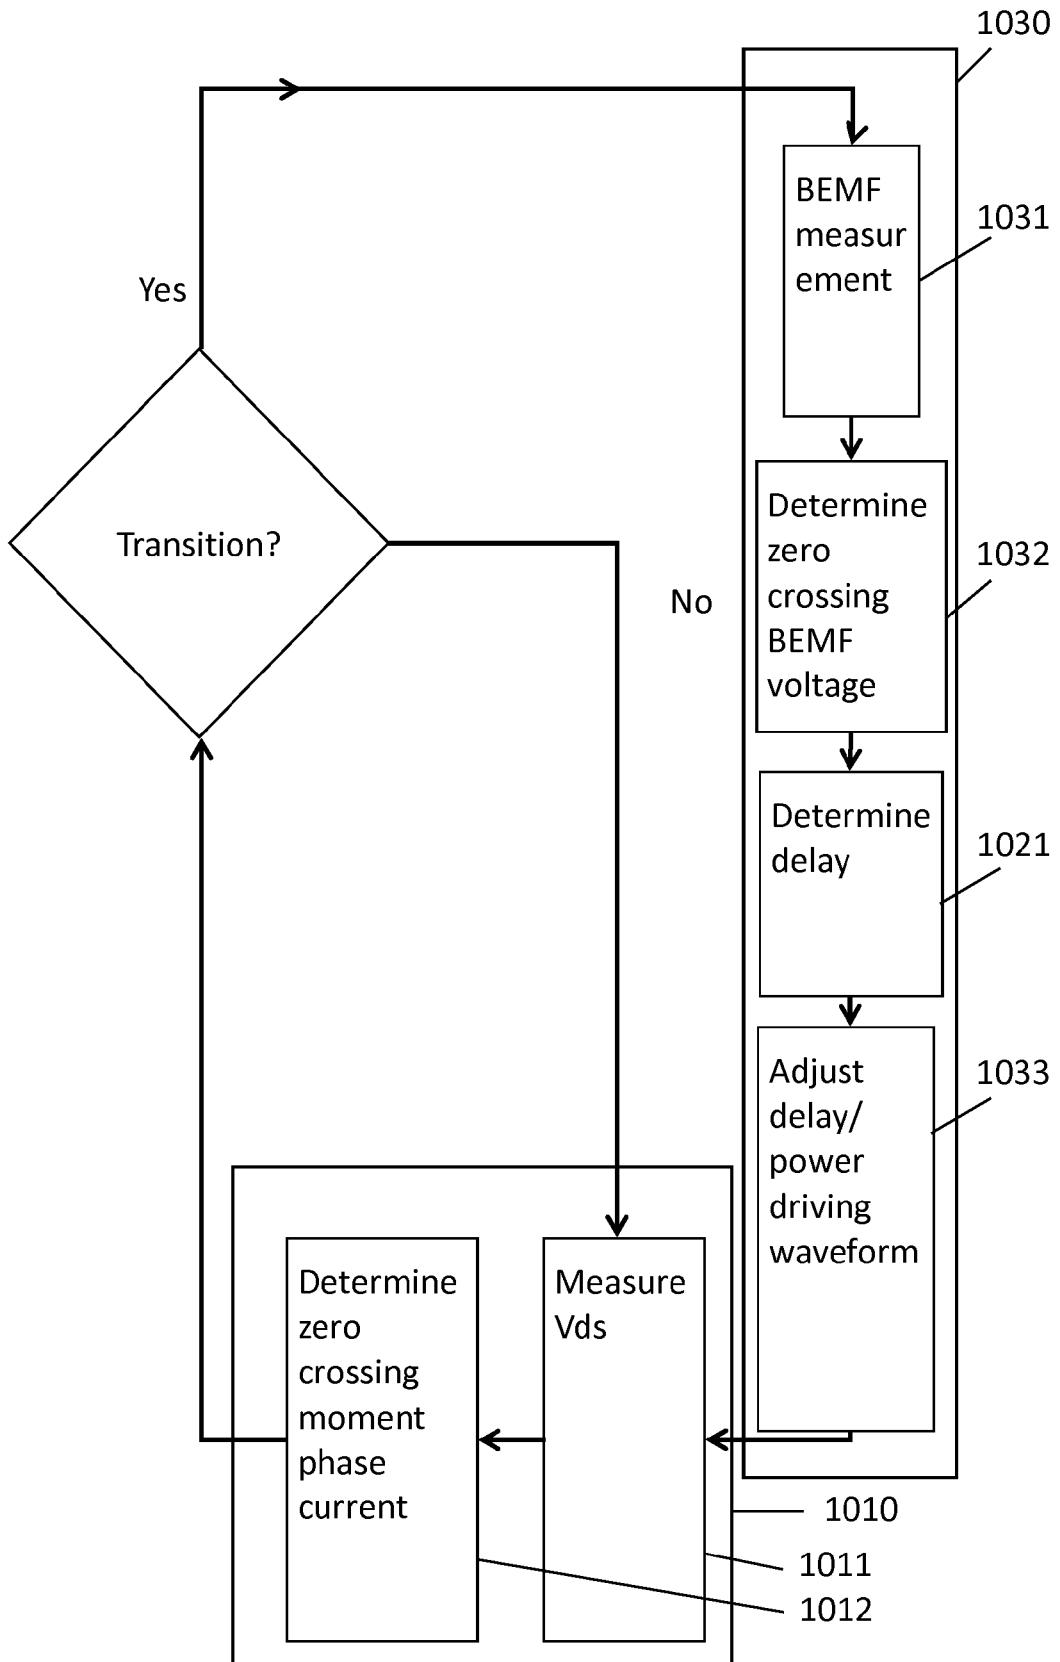 1030
BEMF
measur
ement
1031
Yes
Transition?
No
Determine
zero
crossing
BEMF
voltage
1032
Determine
delay
1021
Adjust
delay/
power
driving
waveform
1033
Determine
zero
crossing
moment
phase
current
Measure
Vds
1010
1011
1012